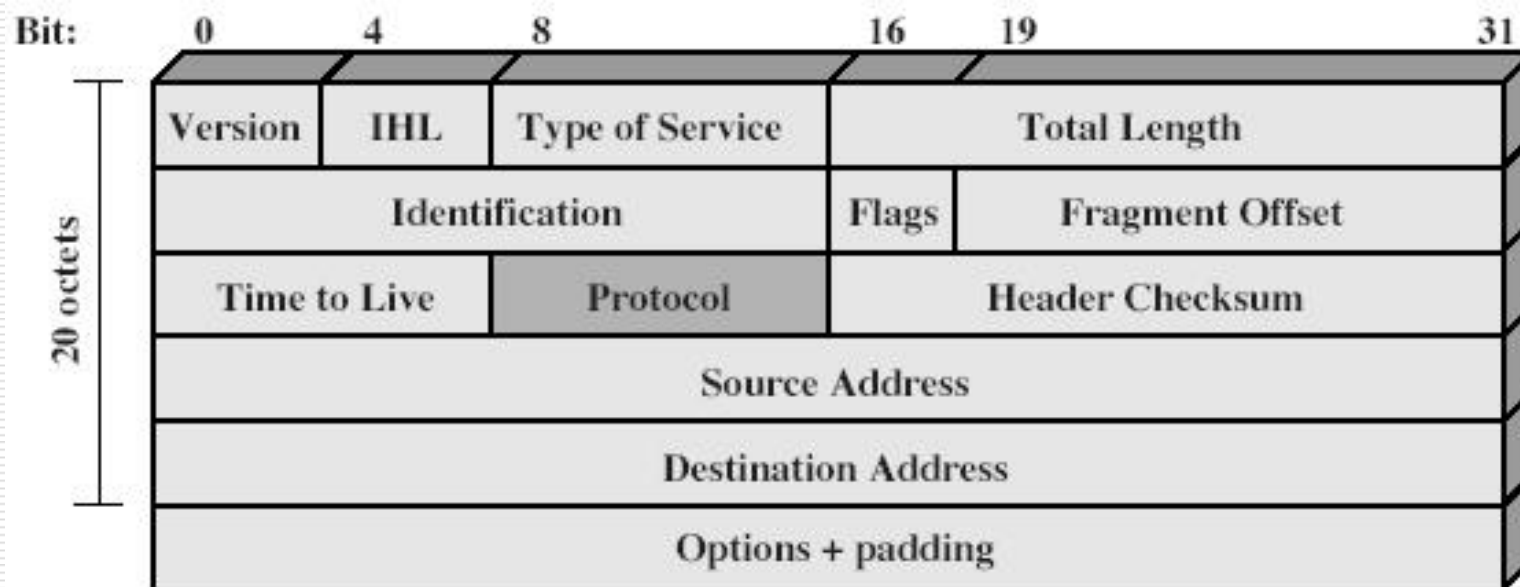 Bit: 0 4 8 16 19 31
Version IHL Type of Service Total Length
Identification Flags Fragment Offset
Time to Live Protocol Header Checksum
Source Address
Destination Address
Options + padding
20 octets